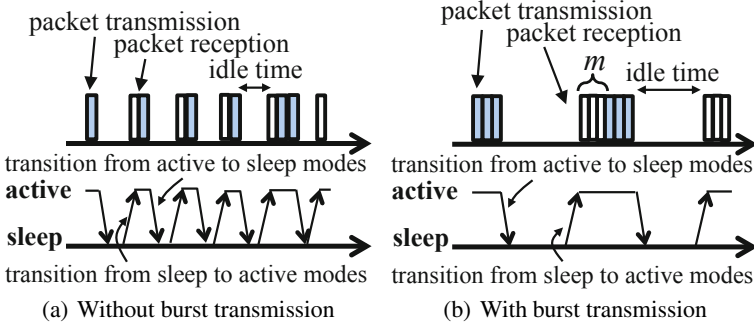 packet transmission
packet reception
idle time
transition from active to sleep modes
active
sleep
transition from sleep to active modes
(a) Without burst transmission
packet transmission
packet reception
m
idle time
transition from active to sleep modes
active
sleep
transition from sleep to active modes
(b) With burst transmission